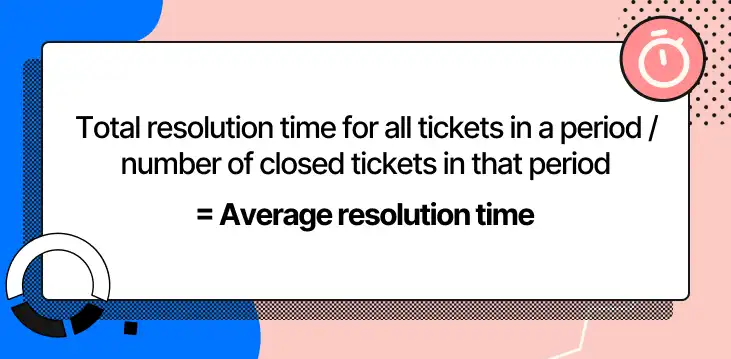 Total resolution time for all tickets in a period /
number of closed tickets in that period
= Average resolution time